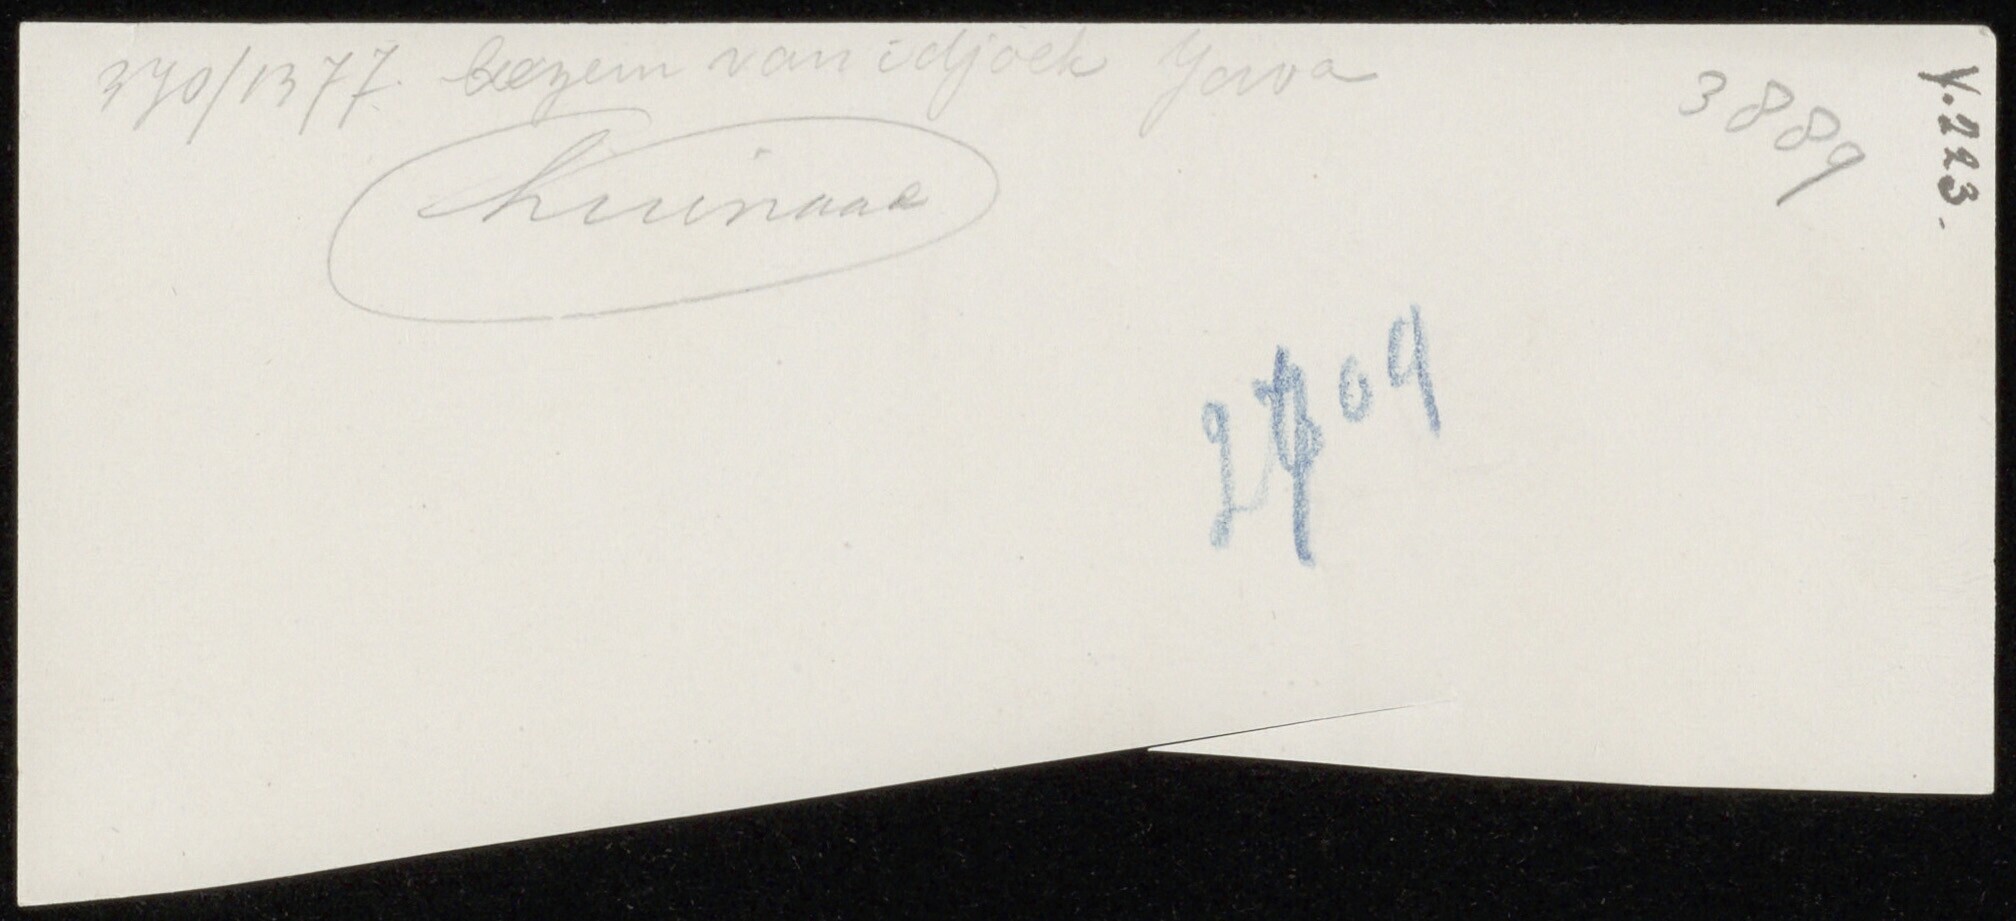 370/1377 bezem van idjoek Java
3889
V.223.
2709